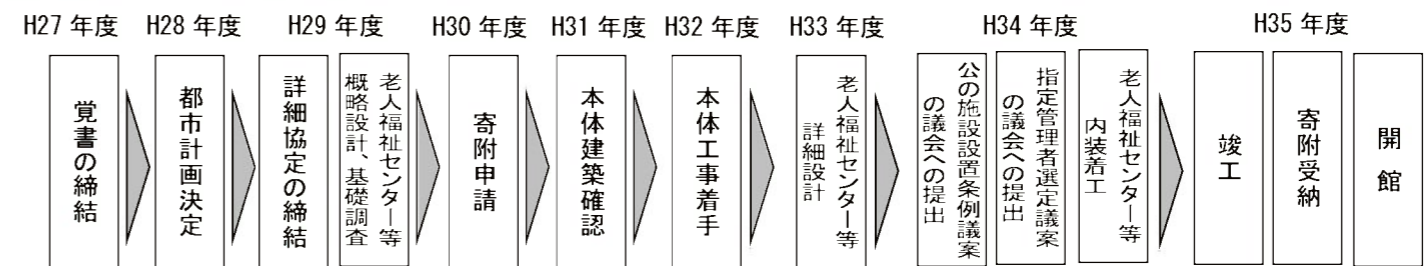 H27 年度
H28 年度
H29 年度
H30 年度
H31 年度
H32 年度
H33 年度
H34 年度
H35 年度
覚書の締結
都市計画決定
詳細協定の締結
老人福祉センター等
概略設計、基礎調査
寄附申請
本体建築確認
本体工事着手
老人福祉センター等
詳細設計
公の施設設置条例議案
の議会への提出
指定管理者選定議案
の議会への提出
老人福祉センター等
内装着工
竣工
寄附受納
開館